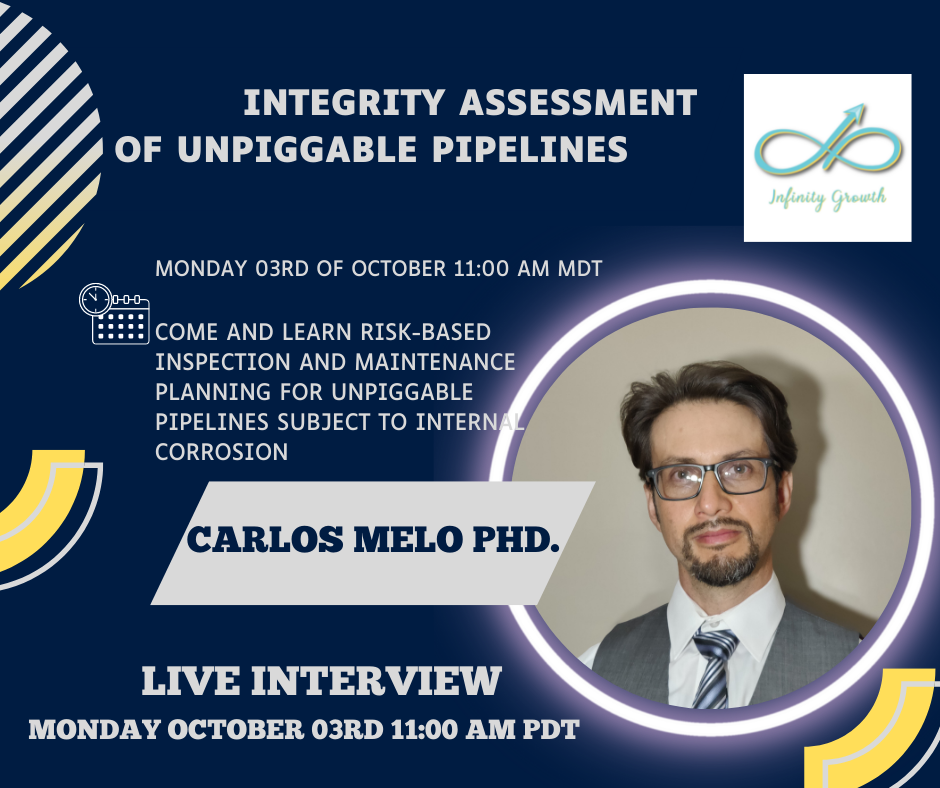 INTEGRITY ASSESSMENT
OF UNPIGGABLE PIPELINES
Infinity Growth
MONDAY 03RD OF OCTOBER 11:00 AM MDT
COME AND LEARN RISK-BASED
INSPECTION AND MAINTENANCE
PLANNING FOR UNPIGGABLE
PIPELINES SUBJECT TO INTERNAL
CORROSION
CARLOS MELO PHD.
LIVE INTERVIEW
MONDAY OCTOBER 03RD 11:00 AM PDT